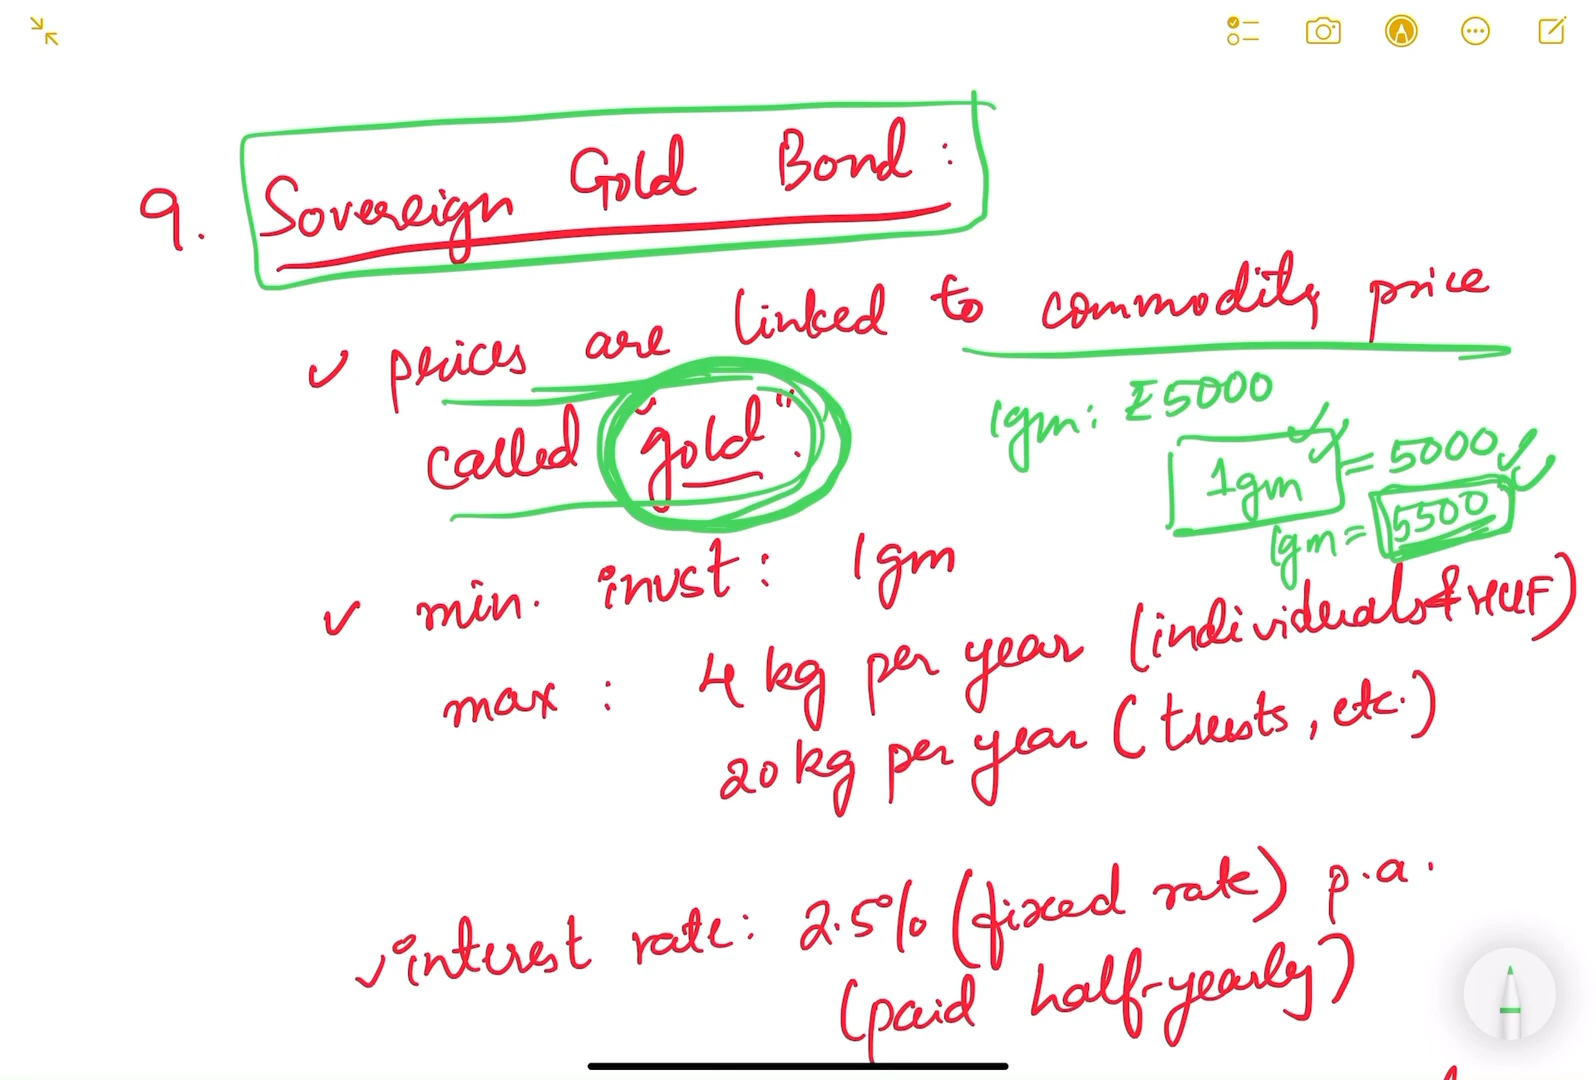 9. Sovereign Gold Bond :
✓ prices are linked to commodity price
called "gold".
1gm: ₹5000
1gm = 5000 ✓
1gm = 5500
✓ min. invst : 1gm
max : 4 kg per year (individuals & HUF)
20 kg per year (trusts, etc.)
✓ interest rate: 2.5% (fixed rate) p.a.
(paid half-yearly)